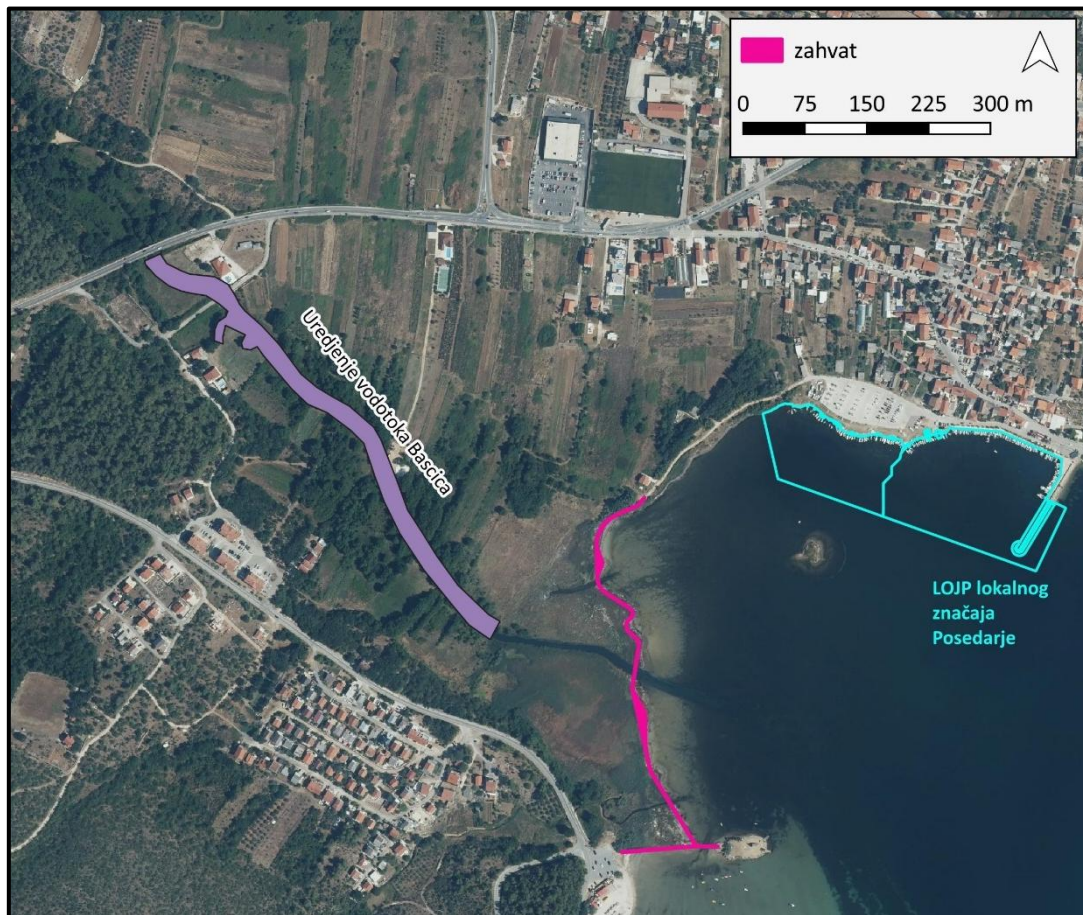 zahvat
0 75 150 225 300 m
Uredjenje vodotoka Bascica
LOJP lokalnog
značaja
Posedarje